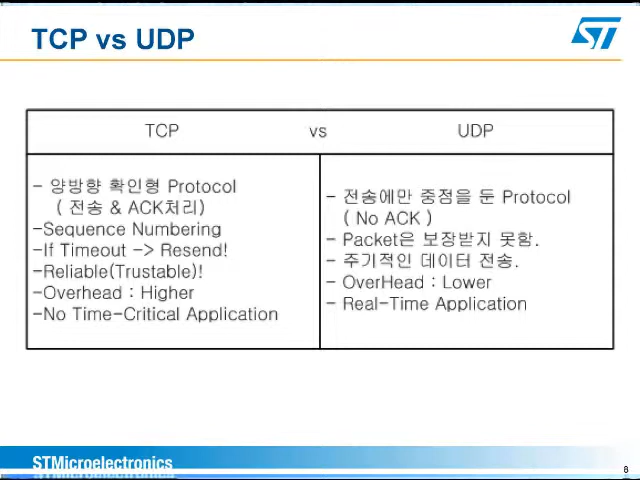 TCP vs UDP
ST
TCP vs UDP
- 양방향 확인형 Protocol
( 전송 & ACK처리)
-Sequence Numbering
-If Timeout -> Resend!
-Reliable(Trustable)!
-Overhead : Higher
-No Time-Critical Application
- 전송에만 중점을 둔 Protocol
( No ACK )
- Packet은 보장받지 못함.
- 주기적인 데이터 전송.
- OverHead : Lower
- Real-Time Application
STMicroelectronics
8